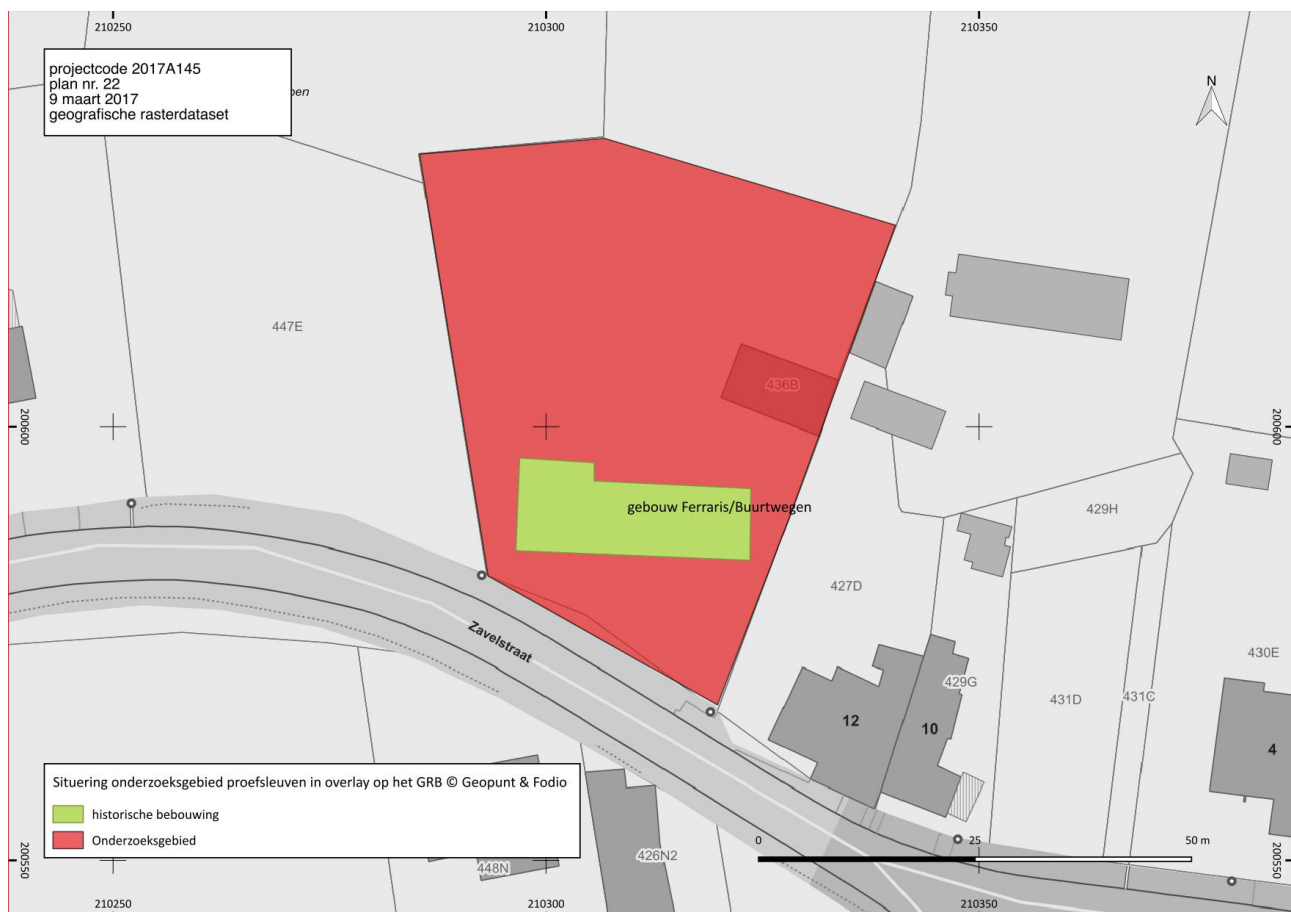 210250
210300
210350
projectcode 2017A145
plan nr. 22
9 maart 2017
geografische rasterdataset
N
447E
436B
200600
200600
gebouw Ferraris/Buurtwegen
429H
427D
Zavelstraat
430E
429G
431D
431C
12
10
4
Situering onderzoeksgebied proefsleuven in overlay op het GRB © Geopunt & Fodio
historische bebouwing
Onderzoeksgebied
0
25
50 m
426N2
448N
200550
200550
210250
210300
210350